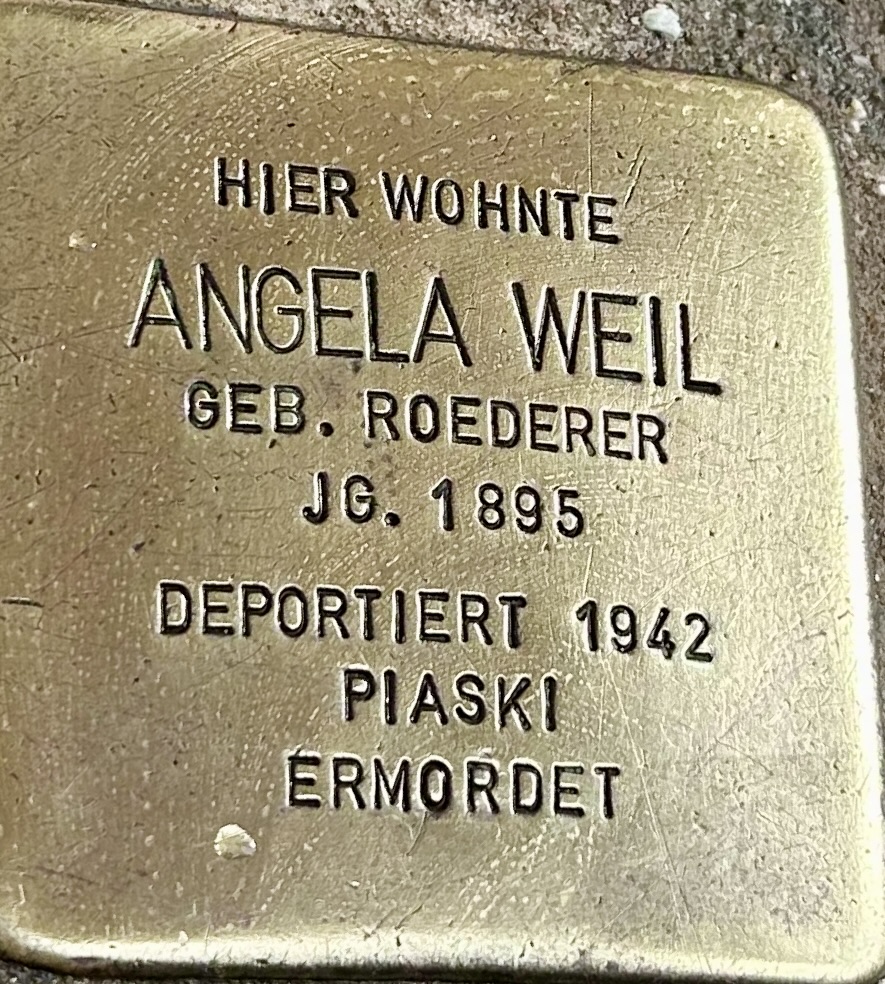 HIER WOHNTE
ANGELA WEIL
GEB. ROEDERER
JG. 1895
DEPORTIERT 1942
PIASKI
ERMORDET